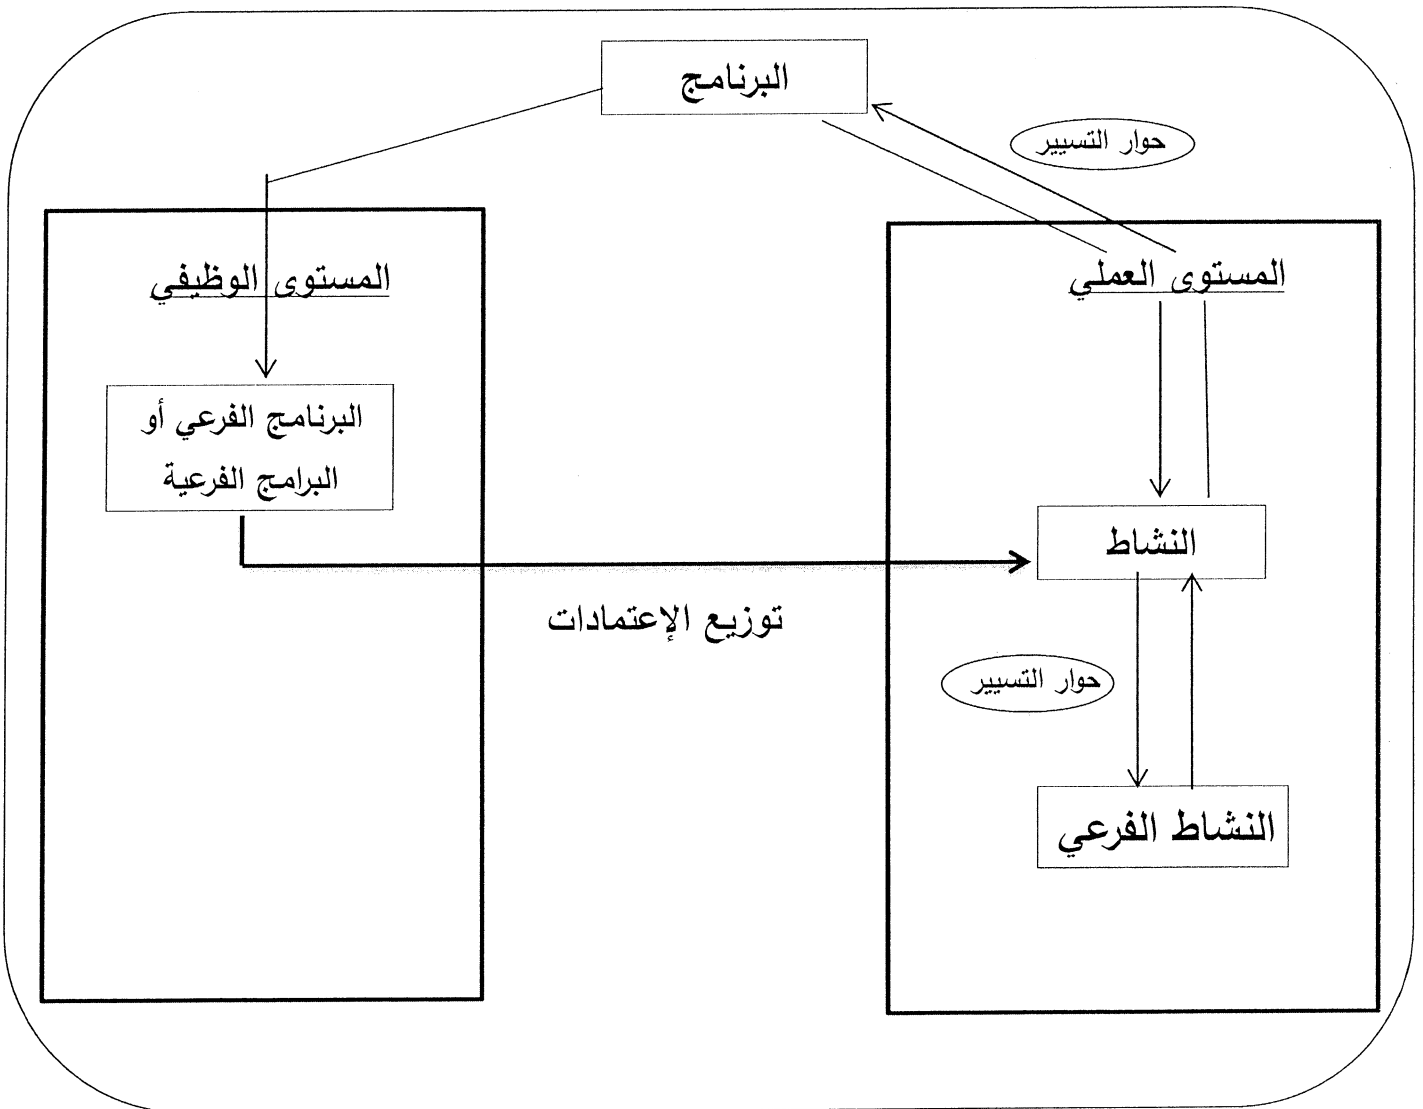 البرنامج
حوار التسيير
المستوى العملي
المستوى الوظيفي
البرنامج الفرعي أو
البرامج الفرعية
النشاط
توزيع الإعتمادات
حوار التسيير
النشاط الفرعي